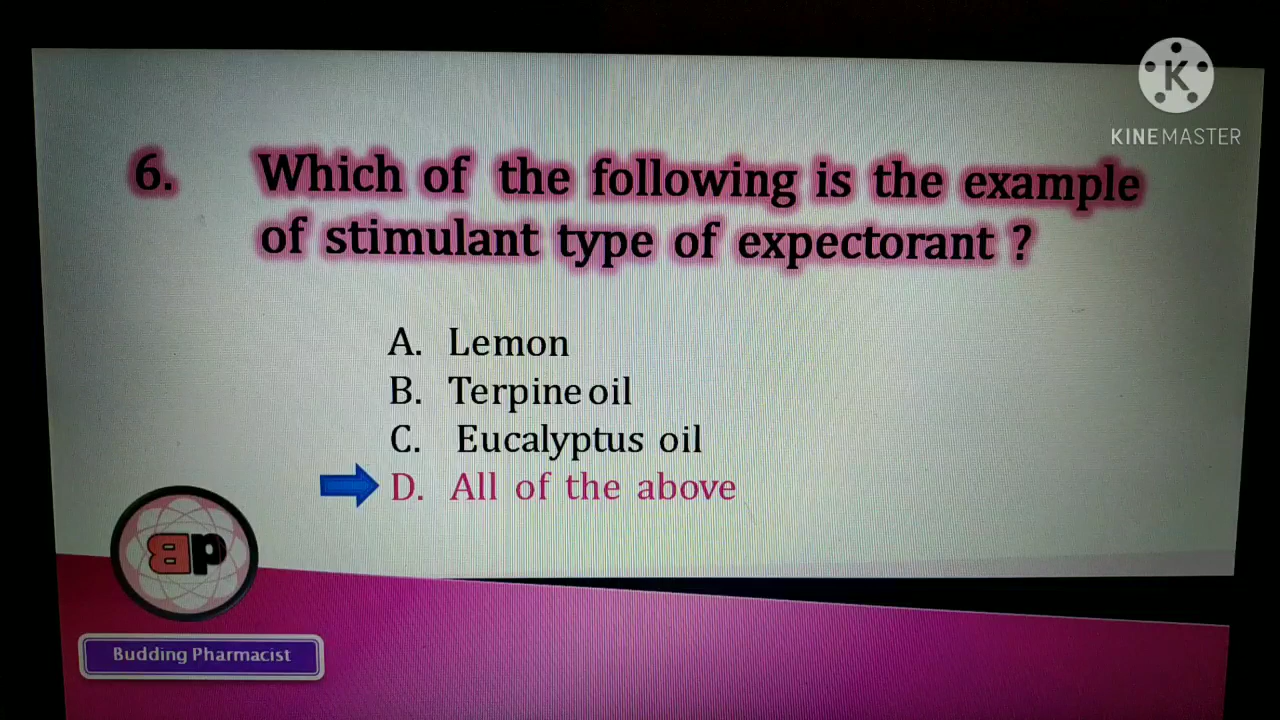 KINEMASTER
6. Which of the following is the example
of stimulant type of expectorant ?
A. Lemon
B. Terpine oil
C. Eucalyptus oil
D. All of the above
Budding Pharmacist